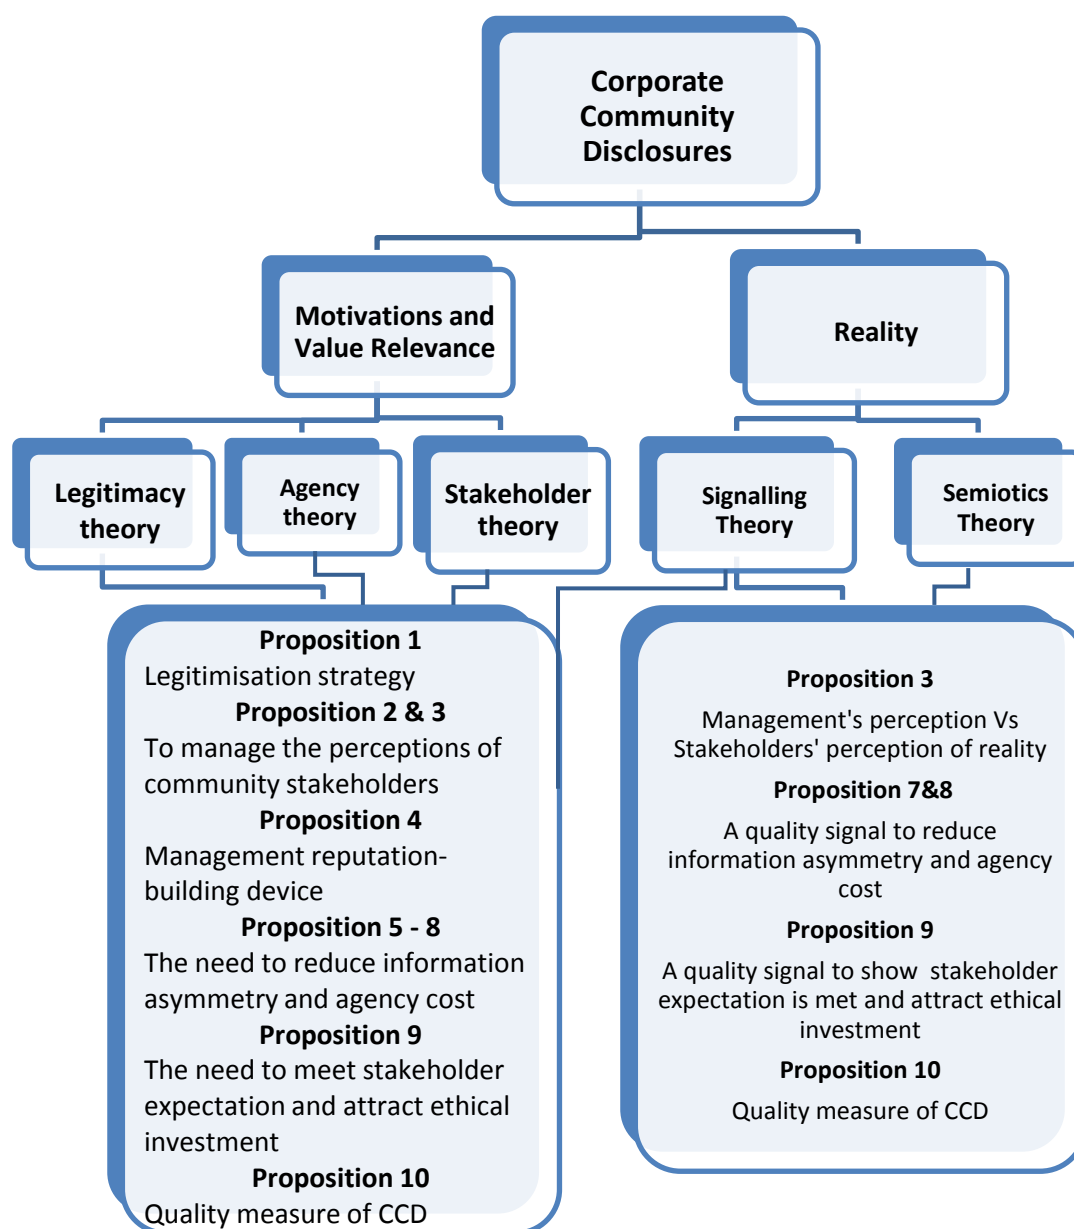 Corporate
Community
Disclosures
Motivations and
Value Relevance
Reality
Legitimacy
theory
Agency
theory
Stakeholder
theory
Signalling
Theory
Semiotics
Theory
Proposition 1
Legitimisation strategy
Proposition 2 & 3
To manage the perceptions of
community stakeholders
Proposition 4
Management reputation-
building device
Proposition 5 - 8
The need to reduce information
asymmetry and agency cost
Proposition 9
The need to meet stakeholder
expectation and attract ethical
investment
Proposition 10
Quality measure of CCD
Proposition 3
Management's perception Vs
Stakeholders' perception of reality
Proposition 7&8
A quality signal to reduce
information asymmetry and agency
cost
Proposition 9
A quality signal to show stakeholder
expectation is met and attract ethical
investment
Proposition 10
Quality measure of CCD